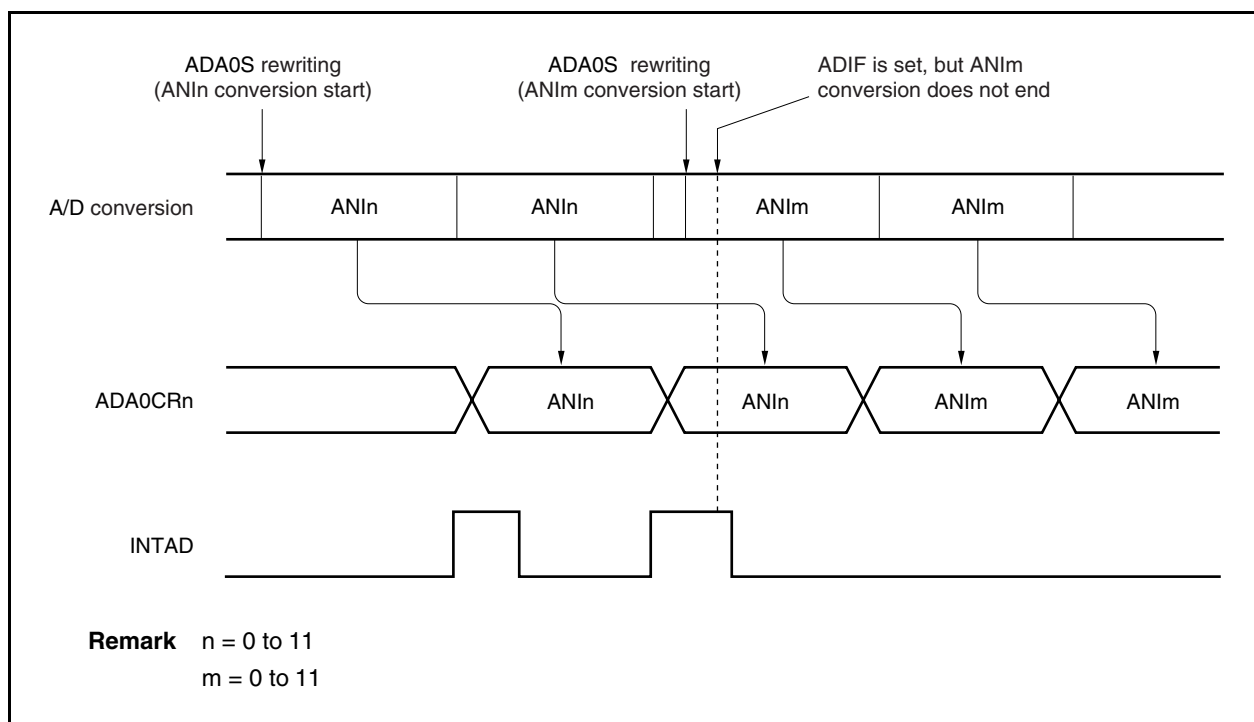 ADA0S rewriting
(ANIn conversion start)
ADA0S rewriting
(ANIm conversion start)
ADIF is set, but ANIm
conversion does not end
A/D conversion
ANIn
ANIn
ANIm
ANIm
ADA0CRn
ANIn
ANIn
ANIm
ANIm
INTAD
Remark n = 0 to 11
m = 0 to 11